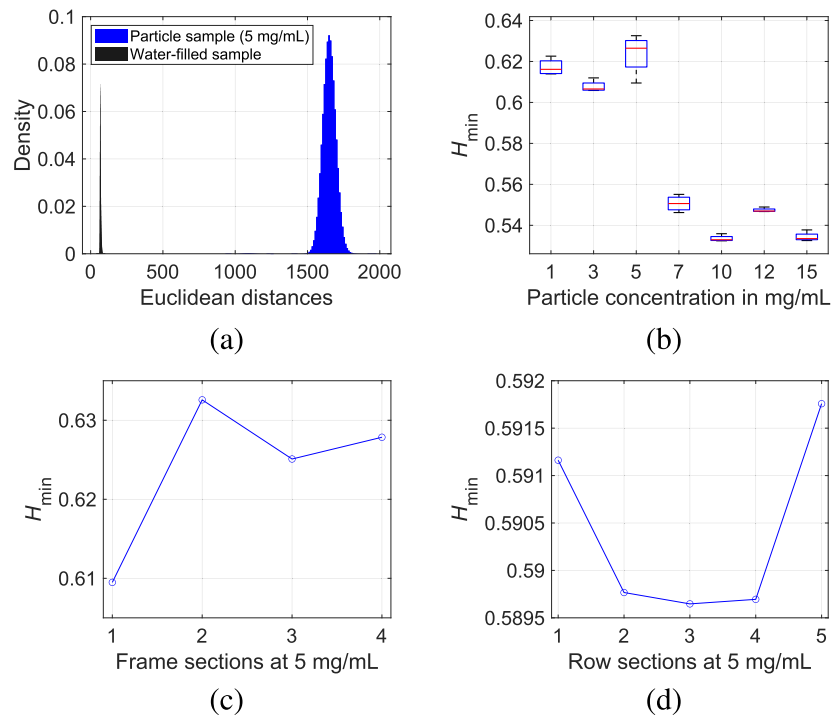 0.1
0.08
0.06
0.04
0.02
0
Density
Particle sample (5 mg/mL)
Water-filled sample
0 500 1000 1500 2000
Euclidean distances
(a)
0.62
0.6
0.56
0.54
H_min
1 3 5 7 10 12 15
Particle concentration in mg/mL
(b)
0.63
0.62
0.61
H_min
1 2 3 4
Frame sections at 5 mg/mL
(c)
0.592
0.5915
0.591
0.5905
0.59
0.5895
H_min
1 2 3 4 5
Row sections at 5 mg/mL
(d)